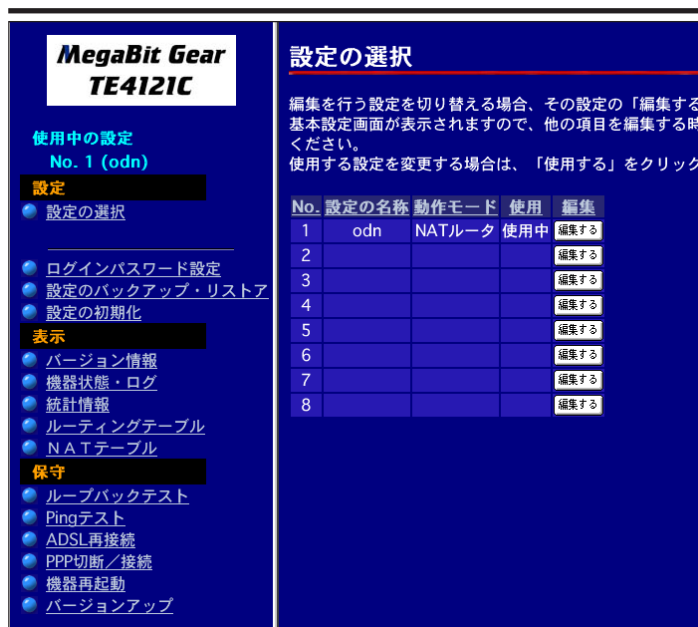 MegaBit Gear
TE4121C
使用中の設定
No. 1 (odn)
設定
設定の選択
ログインパスワード設定
設定のバックアップ・リストア
設定の初期化
表示
バージョン情報
機器状態・ログ
統計情報
ルーティングテーブル
ＮＡＴテーブル
保守
ループバックテスト
Pingテスト
ADSL再接続
PPP切断／接続
機器再起動
バージョンアップ
設定の選択
編集を行う設定を切り替える場合、その設定の「編集する
基本設定画面が表示されますので、他の項目を編集する時
ください。
使用する設定を変更する場合は、「使用する」をクリック
No. 設定の名称 動作モード 使用 編集
1 odn NATルータ 使用中 編集する
2 編集する
3 編集する
4 編集する
5 編集する
6 編集する
7 編集する
8 編集する